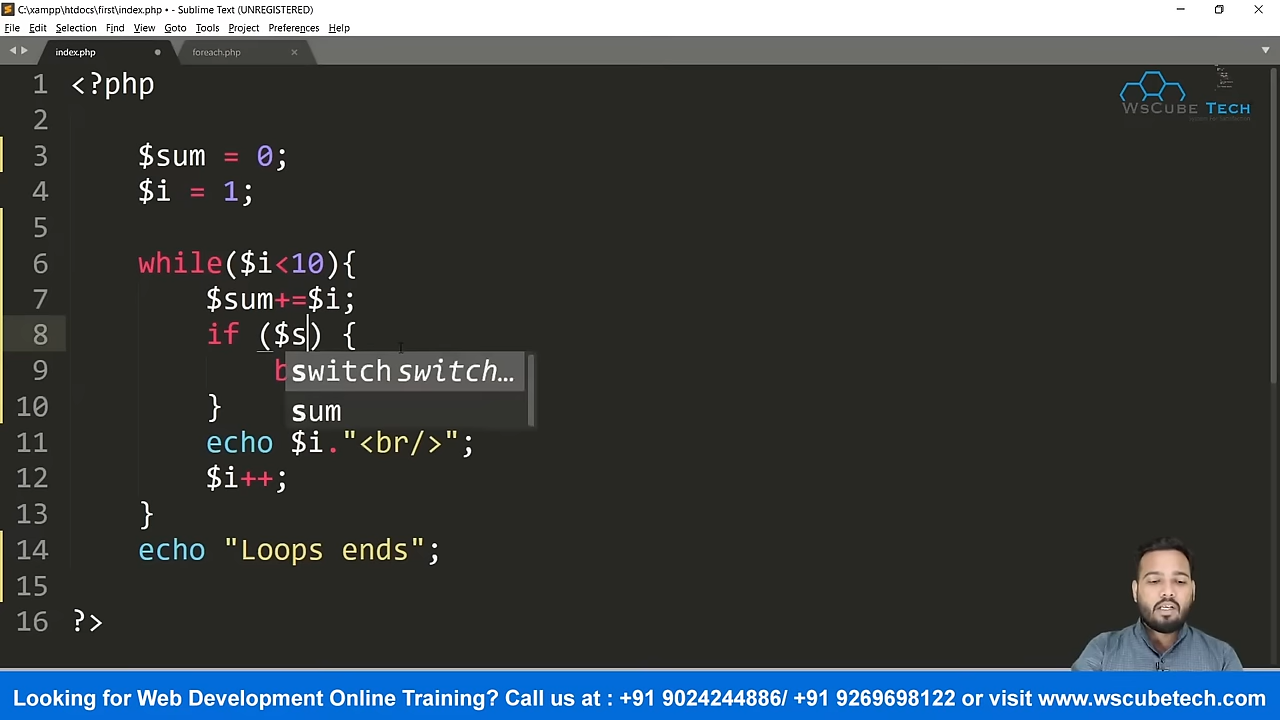 C:\xampp\htdocs\first\index.php • - Sublime Text (UNREGISTERED)
File Edit Selection Find View Goto Tools Project Preferences Help
index.php foreach.php
WsCube Tech
1 <?php
2
3 $sum = 0;
4 $i = 1;
5
6 while($i<10){
7 $sum+=$i;
8 if ($s) {
9 b
switch switch…
10 }
sum
11 echo $i."<br/>";
12 $i++;
13 }
14 echo "Loops ends";
15
16 ?>
Looking for Web Development Online Training? Call us at : +91 9024244886/ +91 9269698122 or visit www.wscubetech.com